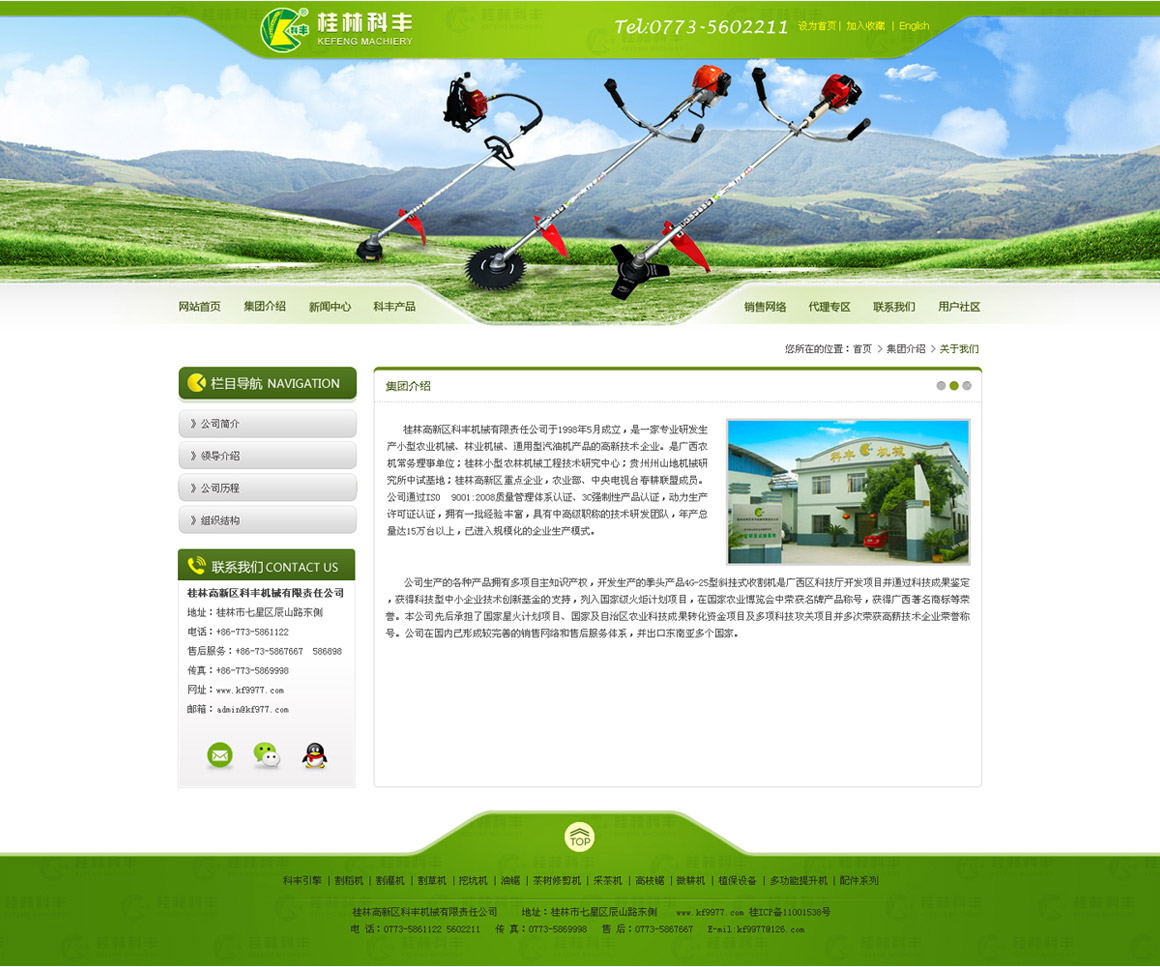 桂林科丰
KEFENG MACHIERY
Tel:0773-5602211
设为首页| 加入收藏 | English
网站首页 集团介绍 新闻中心 科丰产品 销售网络 代理专区 联系我们 用户社区
您所在的位置：首页 > 集团介绍 > 关于我们
栏目导航 NAVIGATION
》公司简介
》领导介绍
》公司历程
》组织结构
联系我们 CONTACT US
桂林高新区科丰机械有限责任公司
地址：桂林市七星区辰山路东侧
电话：+86-773-5861122
售后服务：+86-73-5867667 586898
传真：+86-773-5869998
网址：www.kf9977.com
邮箱：admin@kf977.com
集团介绍
桂林高新区科丰机械有限责任公司于1998年5月成立，是一家专业研发生
产小型农业机械、林业机械、通用型汽油机产品的高新技术企业。是广西农
机常务理事单位；桂林小型农林机械工程技术研究中心；贵州州山地机械研
究所中试基地；桂林高新区重点企业，农业部、中央电视台春耕联盟成员。
公司通过ISO 9001:2008质量管理体系认证、3C强制性产品认证，动力生产
许可证认证，拥有一批经验丰富，具有中高级职称的技术研发团队，年产总
量达15万台以上，已进入规模化的企业生产模式。
科丰机械
公司生产的各种产品拥有多项自主知识产权，开发生产的拳头产品4G-2S型斜挂式收割机是广西区科技厅开发项目并通过科技成果鉴定
，获得科技型中小企业技术创新基金的支持，列入国家级火炬计划项目，在国家农业博览会中荣获名牌产品称号，获得广西著名商标等荣
誉。本公司先后承担了国家星火计划项目、国家及自治区农业科技成果转化资金项目及多项科技攻关项目并多次荣获高新技术企业荣誉称
号。公司在国内已形成较完善的销售网络和售后服务体系，并出口东南亚多个国家。
TOP
科丰引擎 | 割稻机 | 割灌机 | 割草机 | 挖坑机 | 油锯 | 茶树修剪机 | 采茶机 | 高枝锯 | 微耕机 | 植保设备 | 多功能提升机 | 配件系列
桂林高新区科丰机械有限责任公司 地址：桂林市七星区辰山路东侧 www.kf9977.com 桂ICP备11001538号
电 话：0773-5861122 5602211 传 真：0773-5869998 售 后：0773-5867667 E-mil:kf9977@126.com